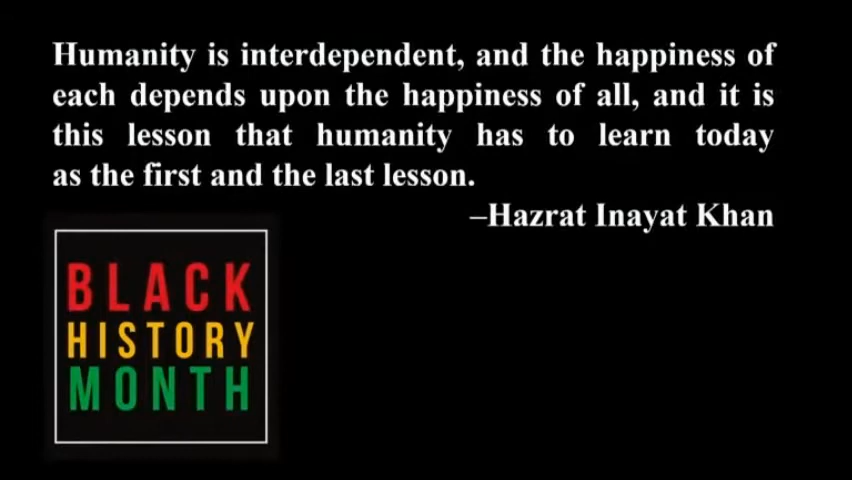 Humanity is interdependent, and the happiness of
each depends upon the happiness of all, and it is
this lesson that humanity has to learn today
as the first and the last lesson.
–Hazrat Inayat Khan
BLACK
HISTORY
MONTH